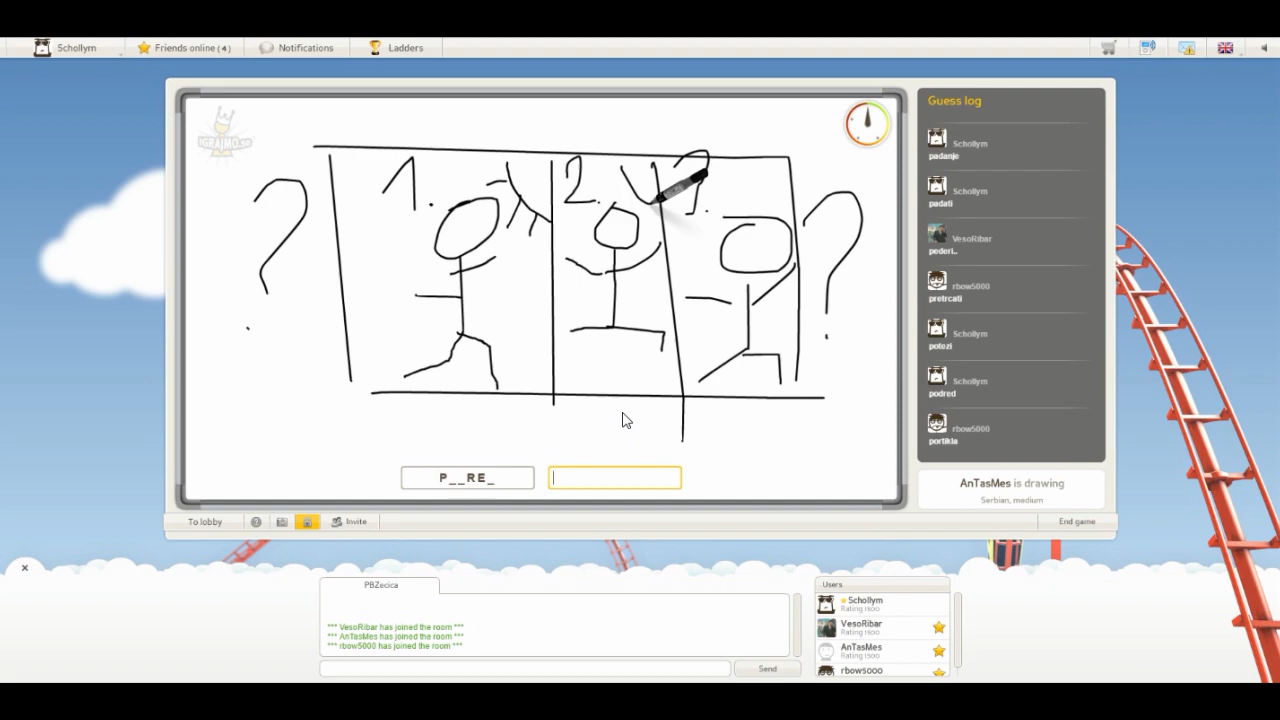 Schollym
Friends online (4)
Notifications
Ladders
IGRAJMO.SE
?
1.
2.
?.
?
P__RE_
To lobby
Invite
End game
Guess log
Schollym
padanje
Schollym
padati
VesoRibar
pederi..
rbow5000
pretrcati
Schollym
potezi
Schollym
podred
rbow5000
portikla
AnTasMes is drawing
Serbian, medium
PBZecica
*** VesoRibar has joined the room ***
*** AnTasMes has joined the room ***
*** rbow5000 has joined the room ***
Send
Users
Schollym
Rating 1500
VesoRibar
Rating 1500
AnTasMes
Rating 1500
rbow5000